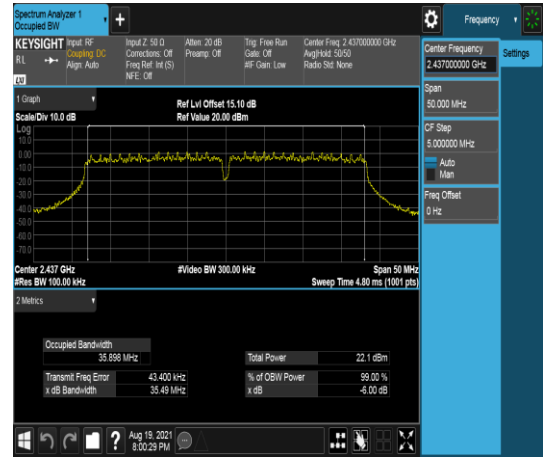 Spectrum Analyzer 1
Occupied BW
Frequency
KEYSIGHT Input: RF Input Z: 50 Ω Atten: 20 dB Trig: Free Run Center Freq: 2.437000000 GHz
RL Coupling: DC Corrections: Off Preamp: Off Gate: Off Avg|Hold: 50/50
Align: Auto Freq Ref: Int (S) #IF Gain: Low Radio Std: None
LXI NFE: Off
Center Frequency
2.437000000 GHz
Settings
Span
50.000 MHz
CF Step
5.000000 MHz
Auto
Man
Freq Offset
0 Hz
1 Graph
Ref Lvl Offset 15.10 dB
Scale/Div 10.0 dB Ref Value 20.00 dBm
Log
10.0
0.00
-10.0
-20.0
-30.0
-40.0
-50.0
-60.0
-70.0
Center 2.437 GHz #Video BW 300.00 kHz Span 50 MHz
#Res BW 100.00 kHz Sweep Time 4.80 ms (1001 pts)
2 Metrics
Occupied Bandwidth
35.898 MHz Total Power 22.1 dBm
Transmit Freq Error 43.400 kHz % of OBW Power 99.00 %
x dB Bandwidth 35.49 MHz x dB -6.00 dB
? Aug 19, 2021
8:00:29 PM